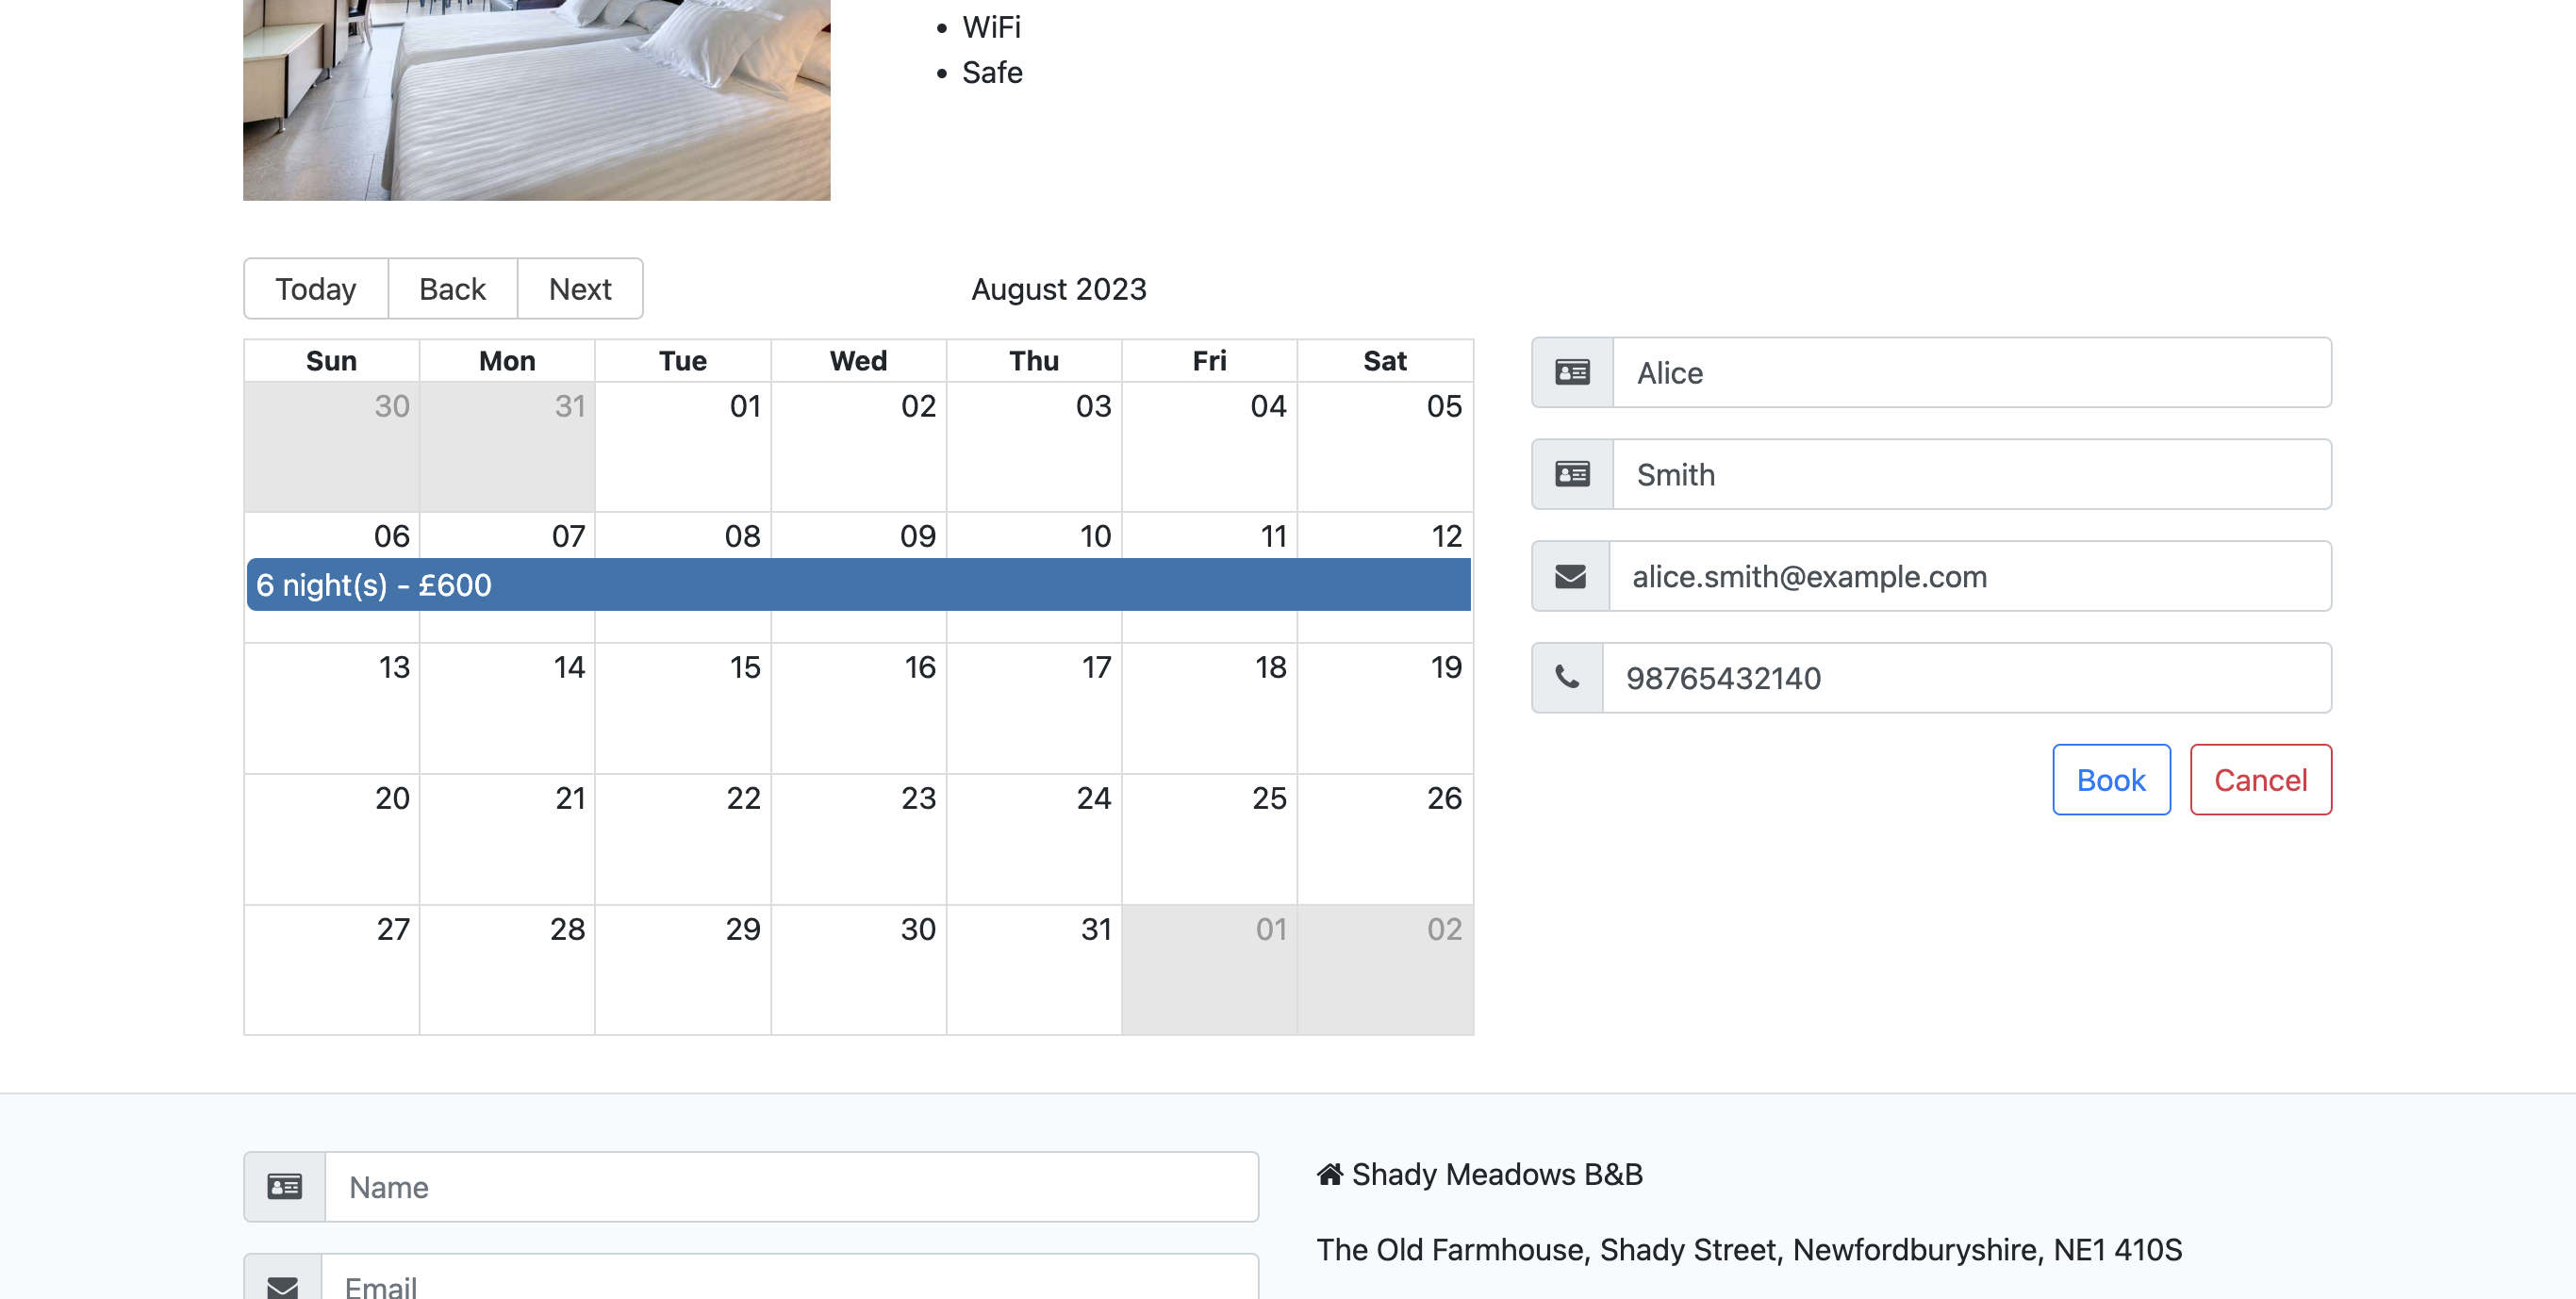 WiFi
Safe
Today Back Next
August 2023
Sun Mon Tue Wed Thu Fri Sat
30 31 01 02 03 04 05
06 07 08 09 10 11 12
6 night(s) - £600
13 14 15 16 17 18 19
20 21 22 23 24 25 26
27 28 29 30 31 01 02
Alice
Smith
alice.smith@example.com
98765432140
Book Cancel
Name
Email
Shady Meadows B&B
The Old Farmhouse, Shady Street, Newfordburyshire, NE1 410S